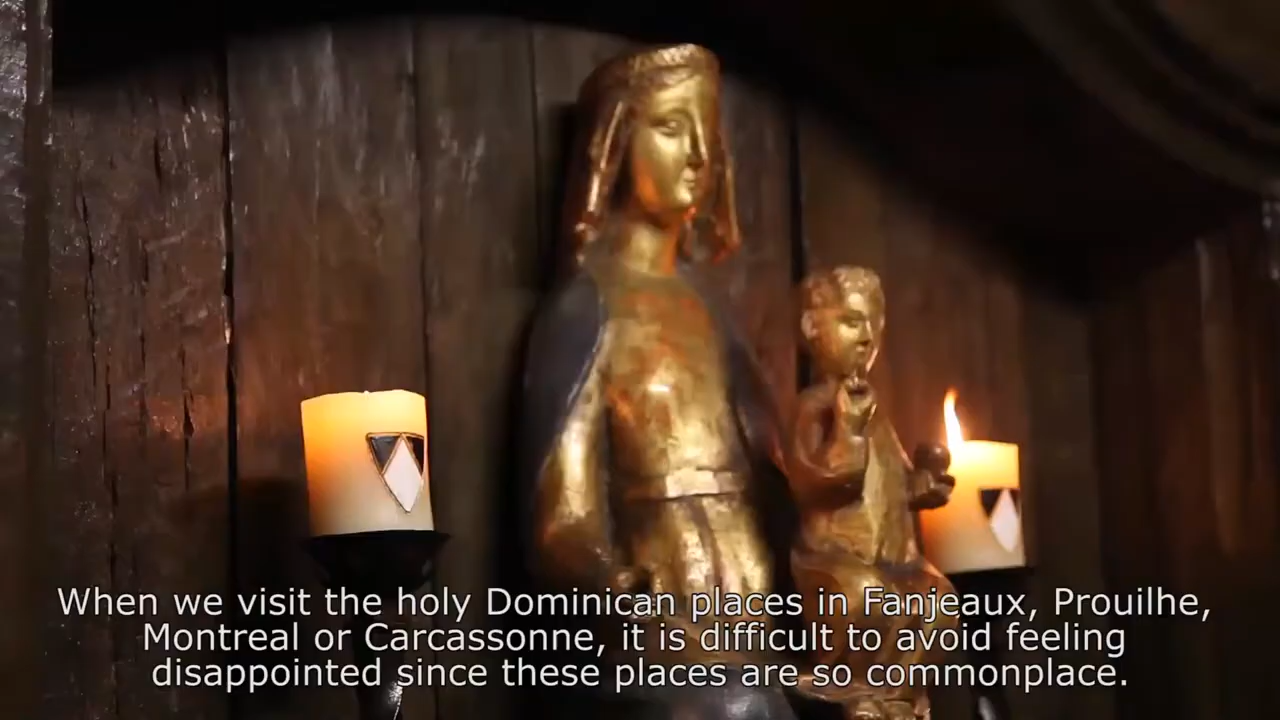 When we visit the holy Dominican places in Fanjeaux, Prouilhe,
Montreal or Carcassonne, it is difficult to avoid feeling
disappointed since these places are so commonplace.